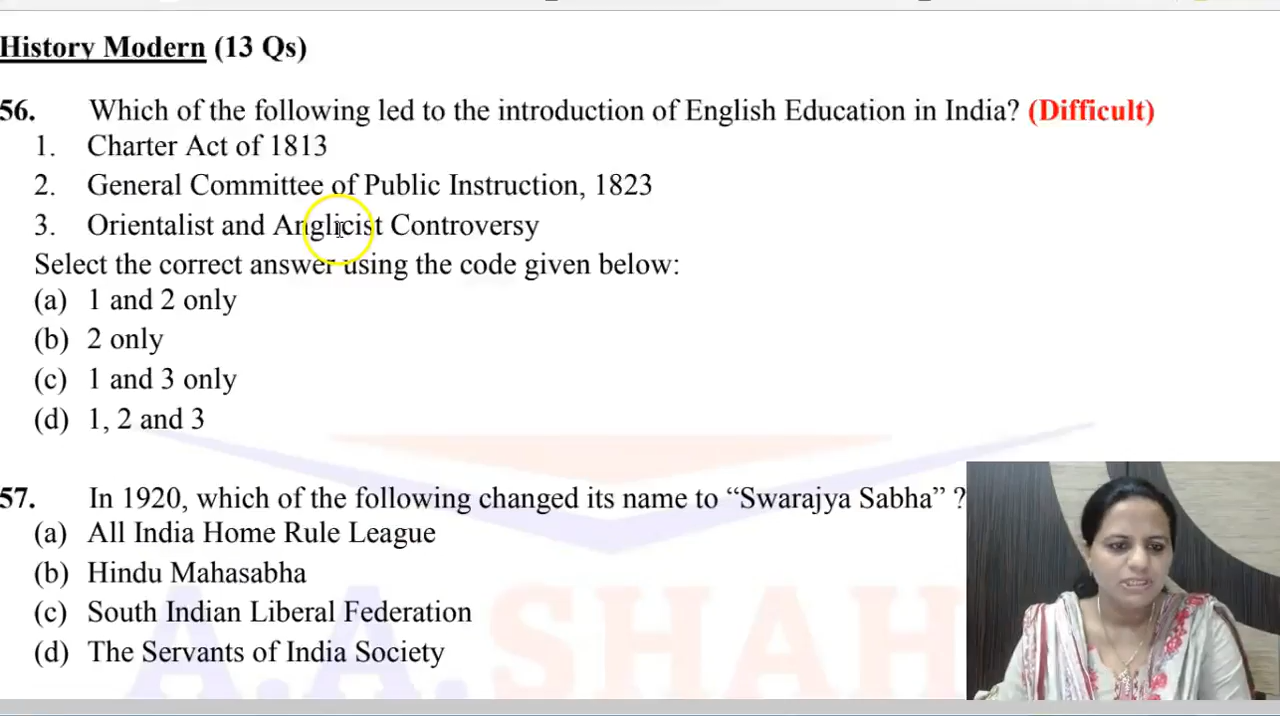 History Modern (13 Qs)
56. Which of the following led to the introduction of English Education in India? (Difficult)
1. Charter Act of 1813
2. General Committee of Public Instruction, 1823
3. Orientalist and Anglicist Controversy
Select the correct answer using the code given below:
(a) 1 and 2 only
(b) 2 only
(c) 1 and 3 only
(d) 1, 2 and 3
57. In 1920, which of the following changed its name to “Swarajya Sabha” ?
(a) All India Home Rule League
(b) Hindu Mahasabha
(c) South Indian Liberal Federation
(d) The Servants of India Society
A.A.SHAH